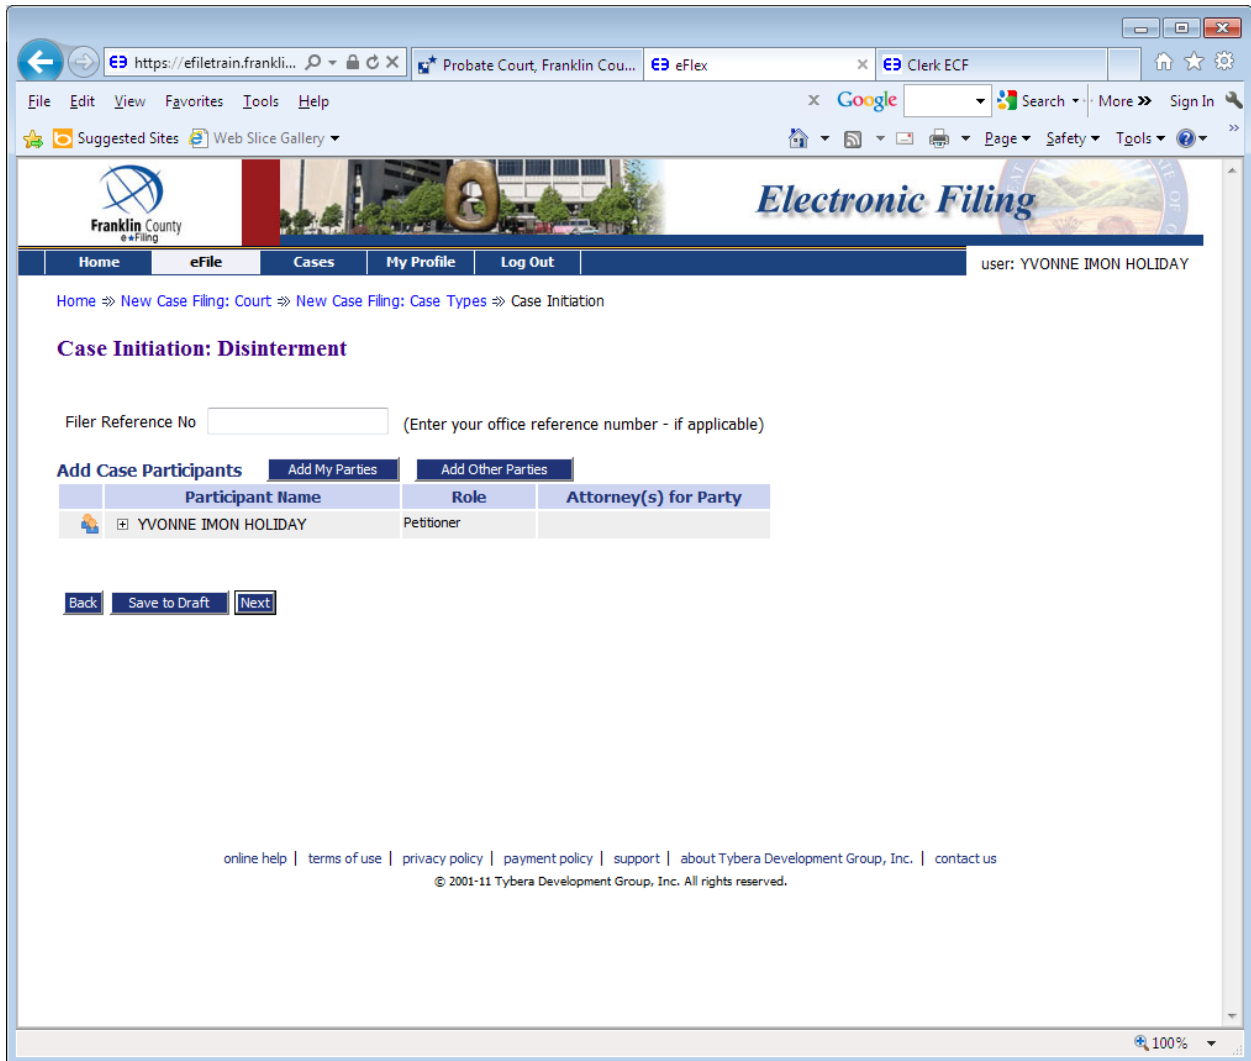 https://efiletrain.frankli...
Probate Court, Franklin Cou...
eFlex
Clerk ECF
File Edit View Favorites Tools Help
x Google Search More » Sign In
Suggested Sites Web Slice Gallery
Page Safety Tools »
Franklin County
e★Filing
Electronic Filing
Home eFile Cases My Profile Log Out
user: YVONNE IMON HOLIDAY
Home ⇒ New Case Filing: Court ⇒ New Case Filing: Case Types ⇒ Case Initiation
Case Initiation: Disinterment
Filer Reference No (Enter your office reference number - if applicable)
Add Case Participants Add My Parties Add Other Parties
Participant Name Role Attorney(s) for Party
YVONNE IMON HOLIDAY Petitioner
Back Save to Draft Next
online help | terms of use | privacy policy | payment policy | support | about Tybera Development Group, Inc. | contact us
© 2001-11 Tybera Development Group, Inc. All rights reserved.
100%